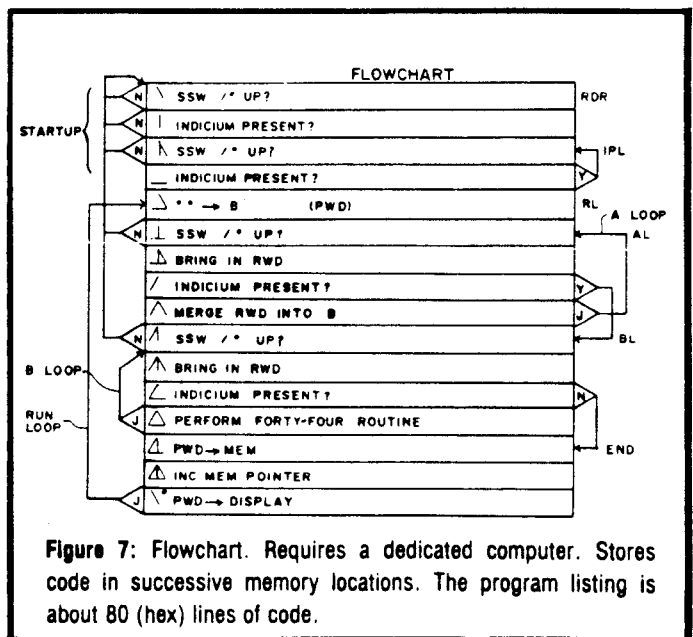 FLOWCHART
N SSW /° UP? RDR
STARTUP
N INDICIUM PRESENT?
N SSW /° UP? IPL
INDICIUM PRESENT? Y
°° → B (PWD) RL
A LOOP
N SSW /° UP? AL
BRING IN RWD
INDICIUM PRESENT? Y
MERGE RWD INTO B J
N SSW /° UP? BL
B LOOP
BRING IN RWD
INDICIUM PRESENT? N
RUN LOOP
J PERFORM FORTY-FOUR ROUTINE
PWD → MEM END
INC MEM POINTER
J PWD → DISPLAY
Figure 7: Flowchart. Requires a dedicated computer. Stores
code in successive memory locations. The program listing is
about 80 (hex) lines of code.